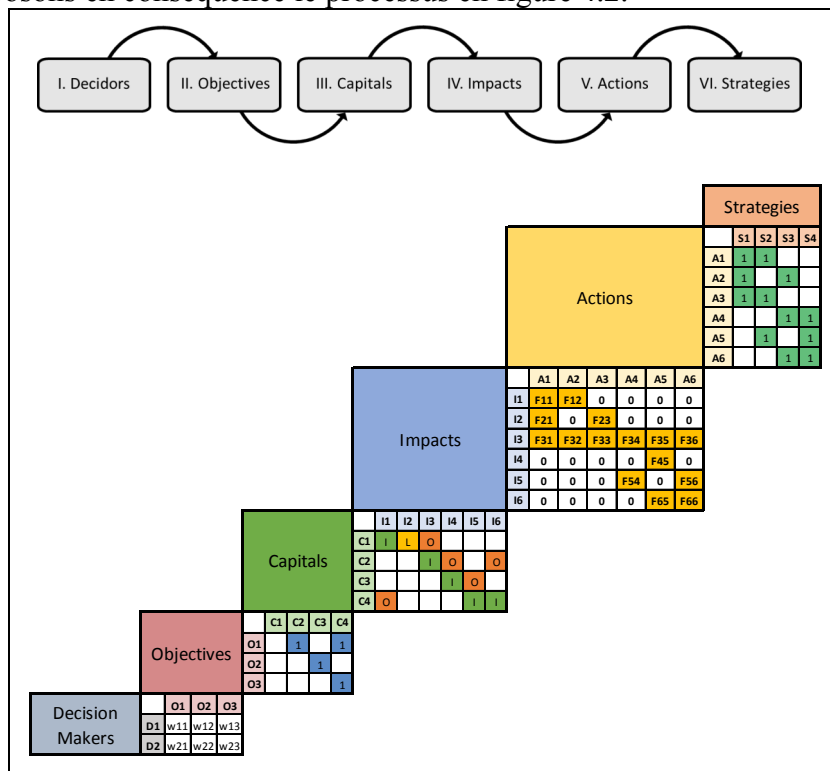 osons en conséquence le processus en figure 4.2.
I. Decidors II. Objectives III. Capitals IV. Impacts V. Actions VI. Strategies
Strategies
S1 S2 S3 S4
A1 1 1
A2 1 1
A3 1 1
A4 1 1
A5 1 1
A6 1 1
Actions
A1 A2 A3 A4 A5 A6
I1 F11 F12 0 0 0 0
I2 F21 0 F23 0 0 0
I3 F31 F32 F33 F34 F35 F36
I4 0 0 0 0 F45 0
I5 0 0 0 F54 0 F56
I6 0 0 0 0 F65 F66
Impacts
I1 I2 I3 I4 I5 I6
C1 I L O
C2 I O O
C3 I O
C4 O I I
Capitals
C1 C2 C3 C4
O1 1 1
O2 1
O3 1
Objectives
O1 O2 O3
D1 w11 w12 w13
D2 w21 w22 w23
Decision
Makers